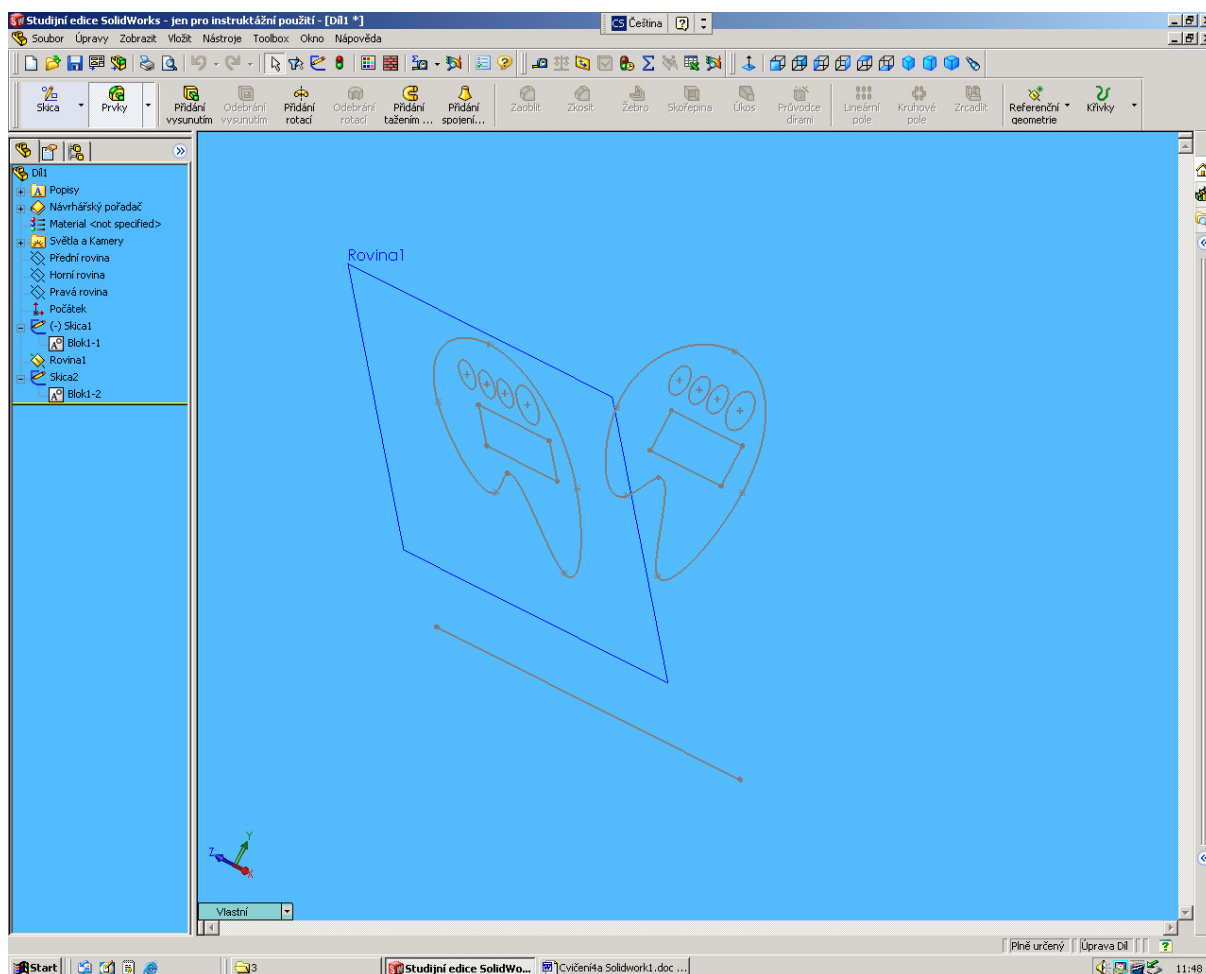 Studijní edice SolidWorks - jen pro instruktážní použití - [Díl1 *]
CS Čeština
Soubor Úpravy Zobrazit Vložit Nástroje Toolbox Okno Nápověda
Skica
Prvky
Přidání vysunutím
Odebrání vysunutím
Přidání rotací
Odebrání rotací
Přidání tažením ...
Přidání spojení...
Zaoblit
Zkosit
Žebro
Skořepina
Úkos
Průvodce dírami
Lineární pole
Kruhové pole
Zrcadlit
Referenční geometrie
Křivky
Díl1
Popisy
Návrhářský pořadač
Material <not specified>
Světla a Kamery
Přední rovina
Horní rovina
Pravá rovina
Počátek
(-) Skica1
Blok1-1
Rovina1
Skica2
Blok1-2
Rovina1
Y
Z
X
Vlastní
Plně určený
Úprava Díl
Start
3
Studijní edice SolidWo...
Cvičení4a Solidwork1.doc ...
11:48